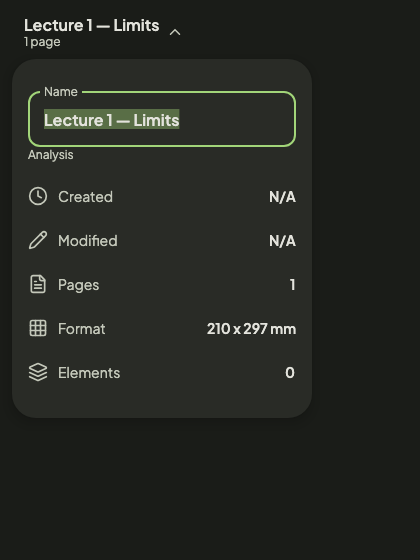 Lecture 1 — Limits
1 page
Name
Lecture 1 — Limits
Analysis
Created N/A
Modified N/A
Pages 1
Format 210 x 297 mm
Elements 0